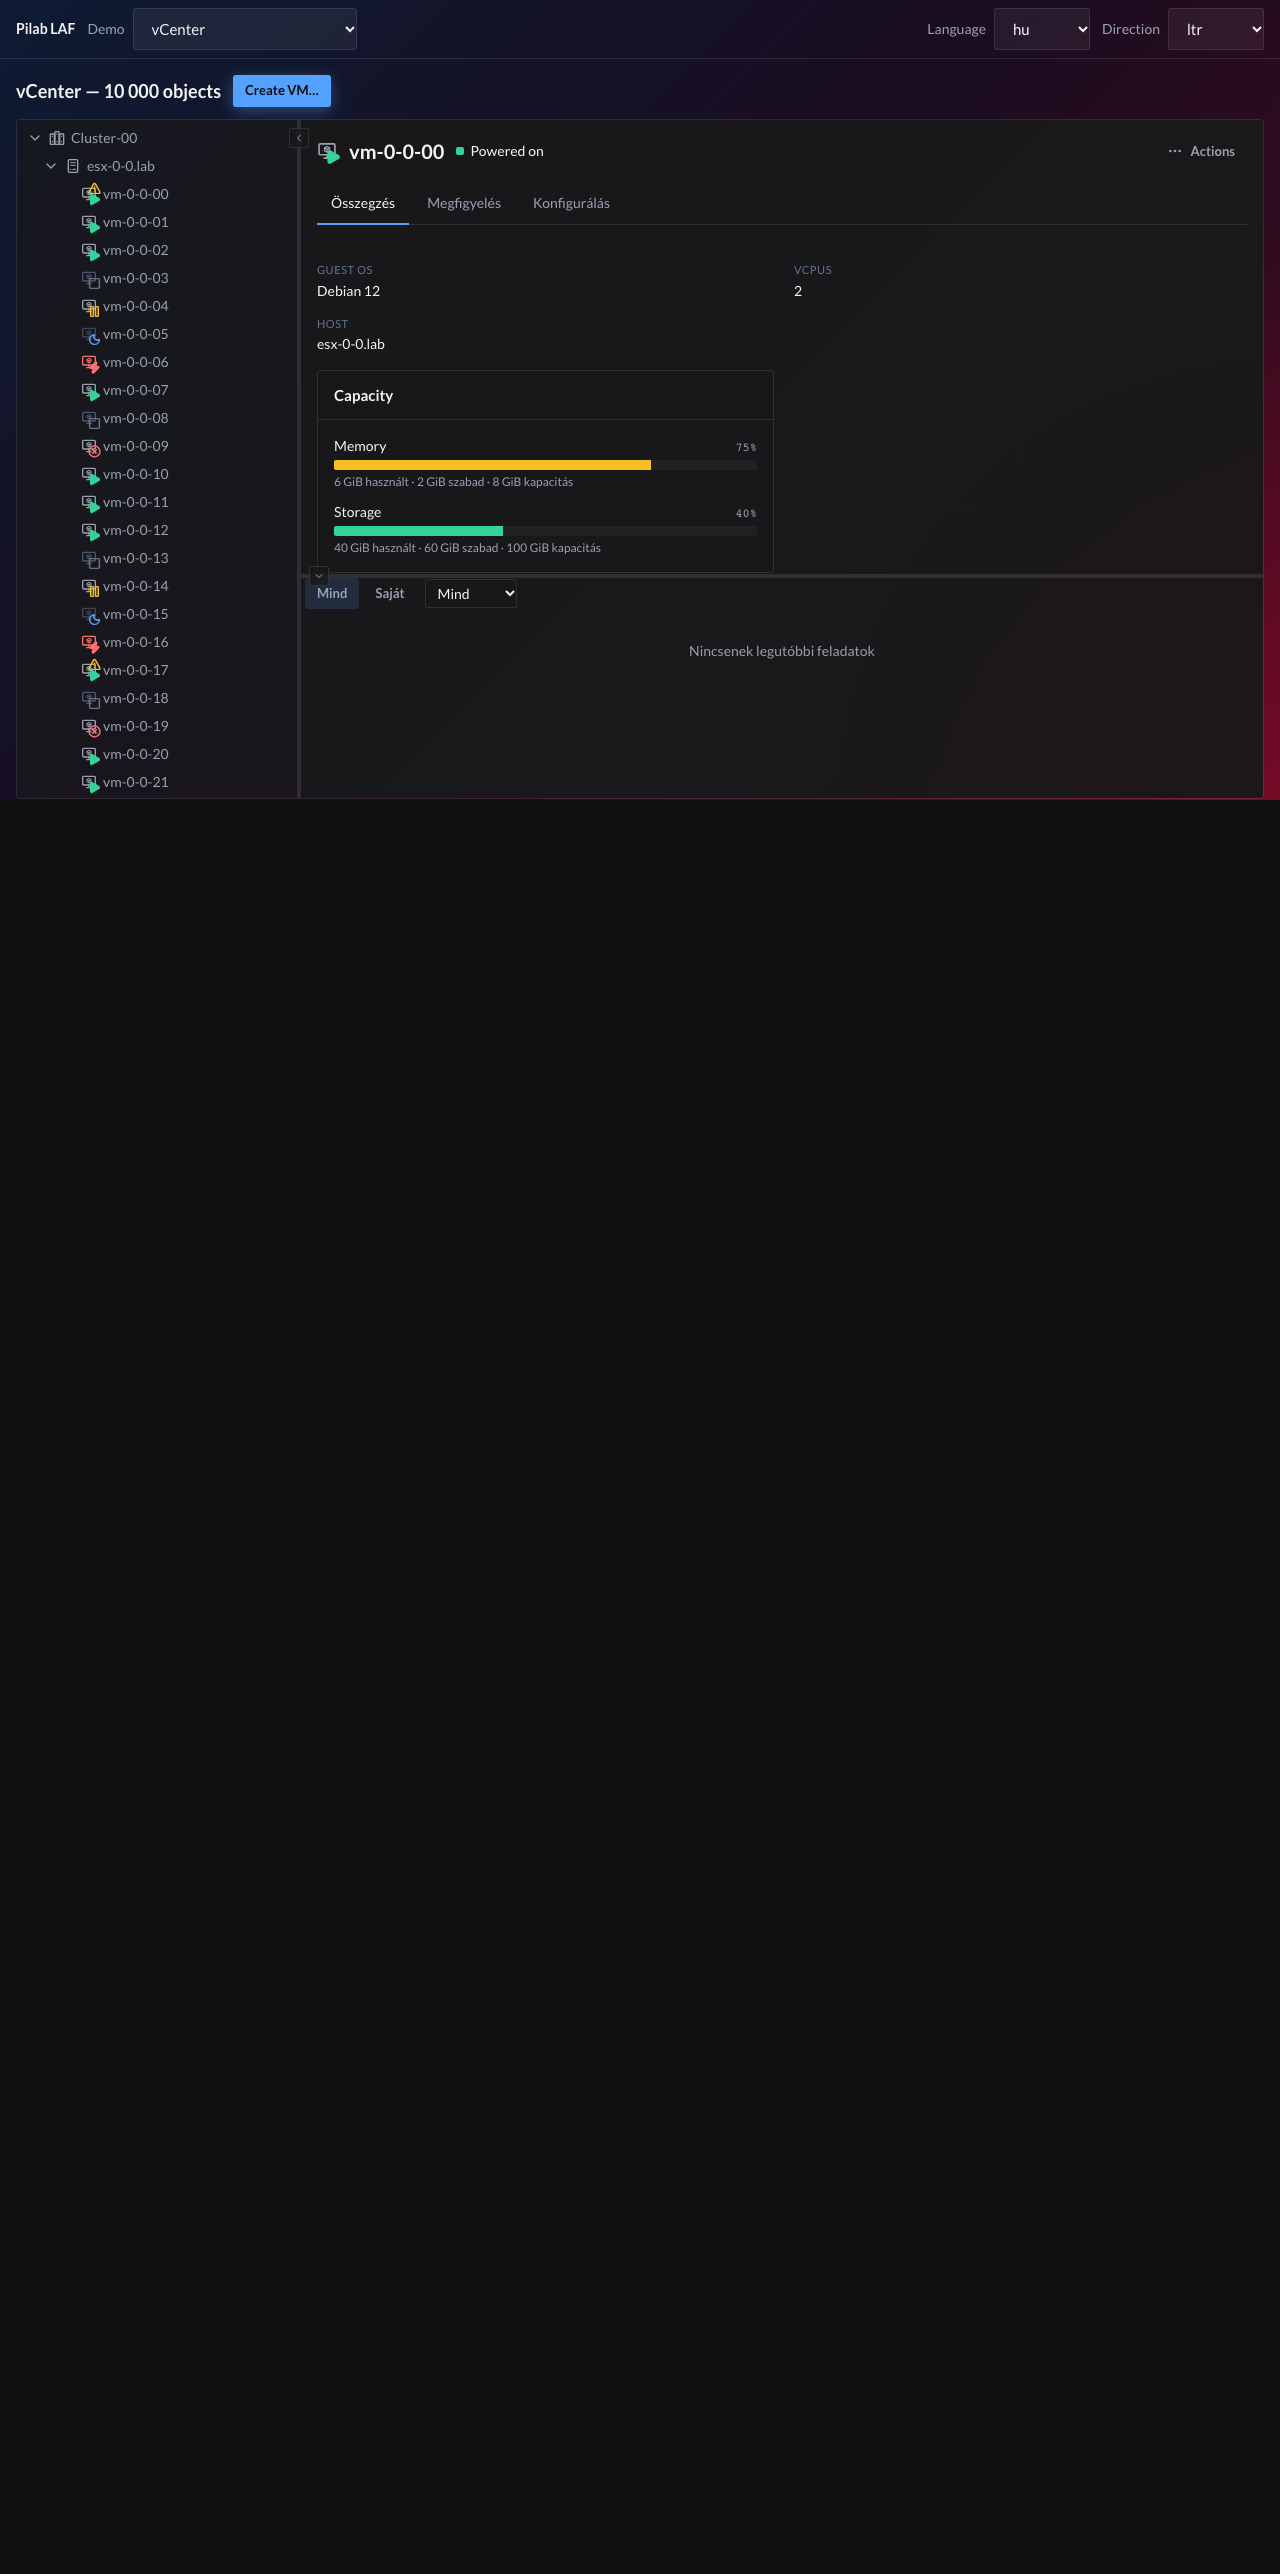 Pilab LAF Demo vCenter Language hu Direction ltr
vCenter — 10 000 objects Create VM...
Cluster-00
esx-0-0.lab
vm-0-0-00
vm-0-0-01
vm-0-0-02
vm-0-0-03
vm-0-0-04
vm-0-0-05
vm-0-0-06
vm-0-0-07
vm-0-0-08
vm-0-0-09
vm-0-0-10
vm-0-0-11
vm-0-0-12
vm-0-0-13
vm-0-0-14
vm-0-0-15
vm-0-0-16
vm-0-0-17
vm-0-0-18
vm-0-0-19
vm-0-0-20
vm-0-0-21
vm-0-0-00 Powered on Actions
Összegzés Megfigyelés Konfigurálás
GUEST OS VCPUS
Debian 12 2
HOST
esx-0-0.lab
Capacity
Memory 75%
6 GiB használt · 2 GiB szabad · 8 GiB kapacitás
Storage 40%
40 GiB használt · 60 GiB szabad · 100 GiB kapacitás
Mind Saját Mind
Nincsenek legutóbbi feladatok